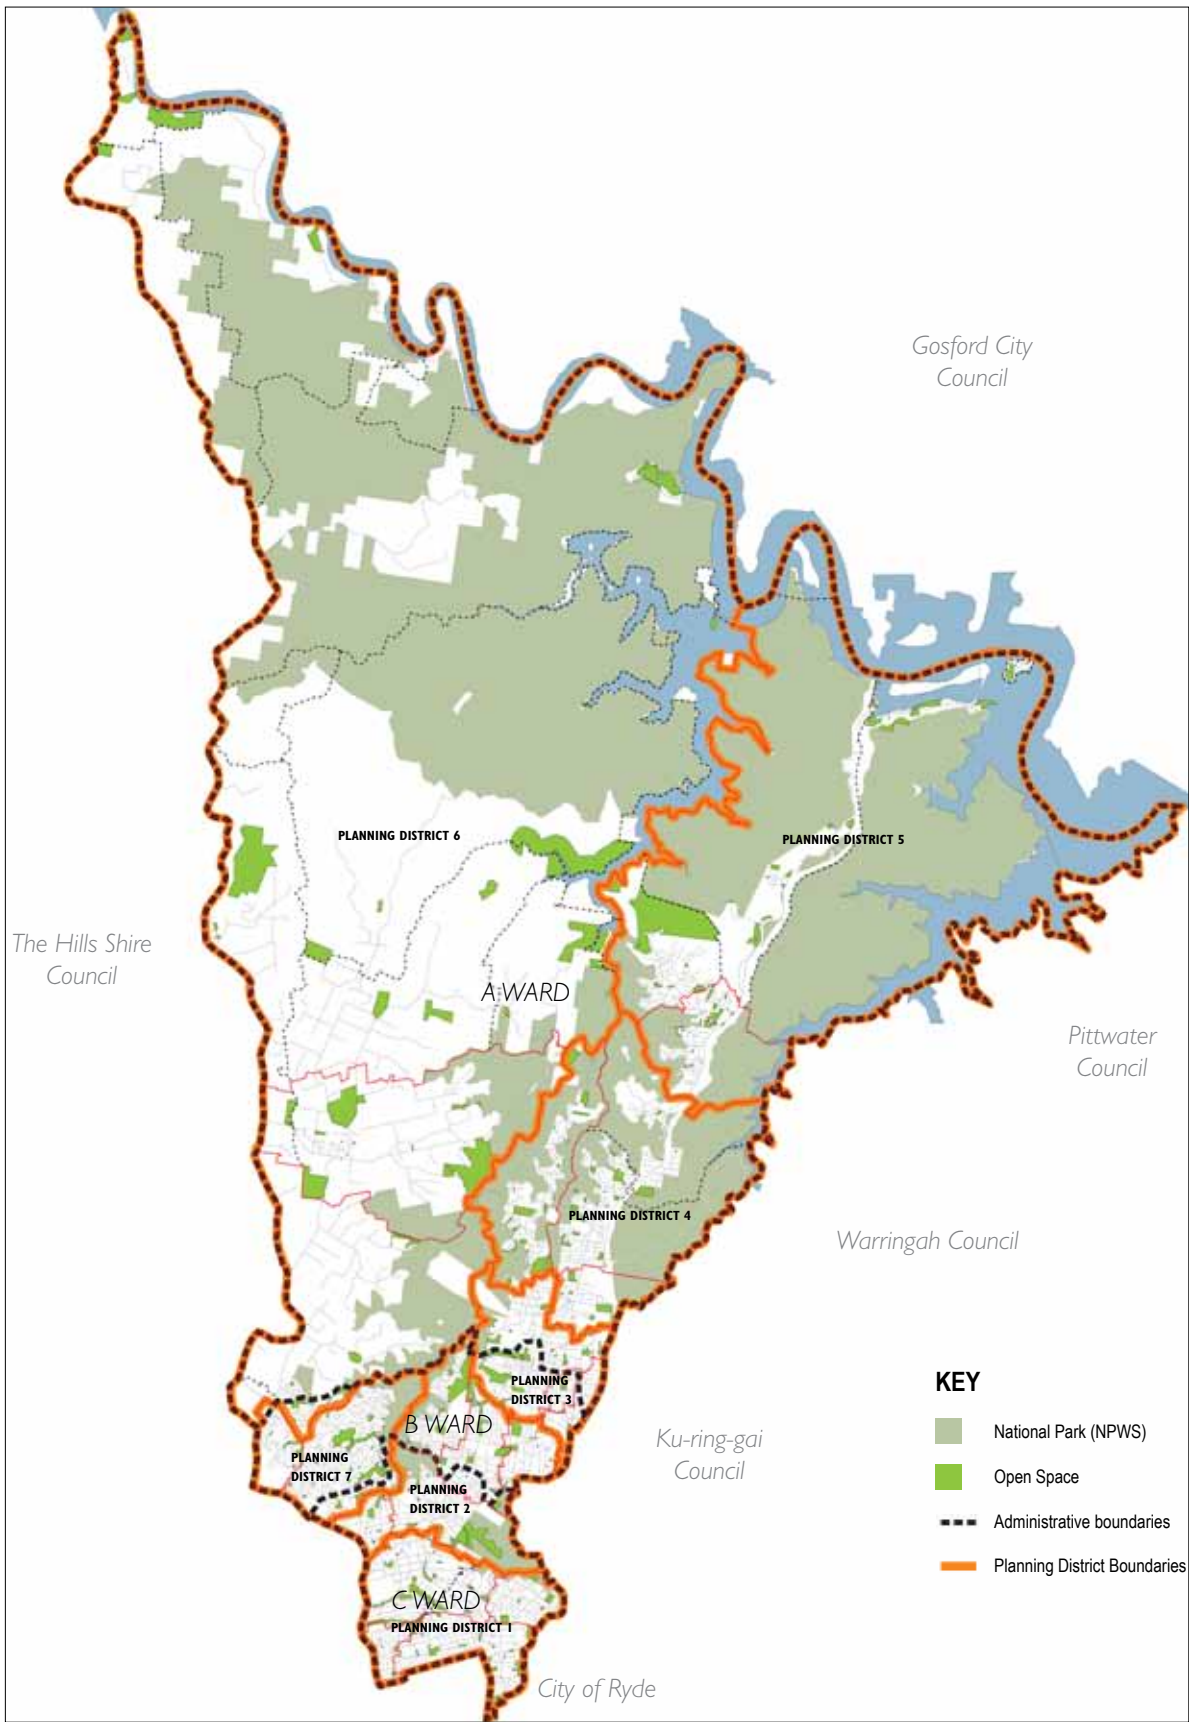 Gosford City
Council
PLANNING DISTRICT 6
PLANNING DISTRICT 5
The Hills Shire
Council
A WARD
Pittwater
Council
PLANNING DISTRICT 4
Warringah Council
PLANNING
DISTRICT 3
B WARD
Ku-ring-gai
Council
PLANNING
DISTRICT 7
PLANNING
DISTRICT 2
C WARD
PLANNING DISTRICT 1
City of Ryde
KEY
National Park (NPWS)
Open Space
Administrative boundaries
Planning District Boundaries